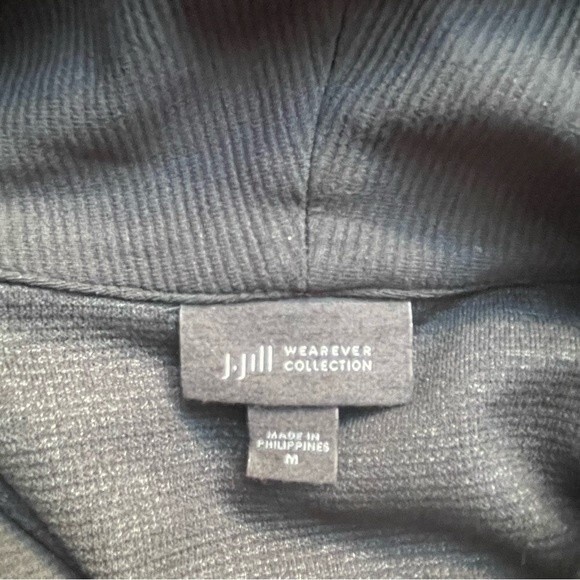 J.Jill WEAREVER
COLLECTION
MADE IN
PHILIPPINES
M